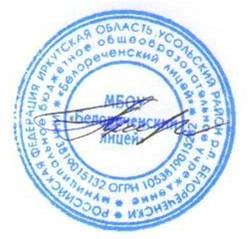 РОССИЙСКАЯ ФЕДЕРАЦИЯ ИРКУТСКАЯ ОБЛАСТЬ УСОЛЬСКИЙ РАЙОН р.п. БЕЛОРЕЧЕНСКИЙ
муниципальное бюджетное общеобразовательное учреждение
«Белореченский лицей»
ОГРН
МБОУ
«Белореченский
лицей»